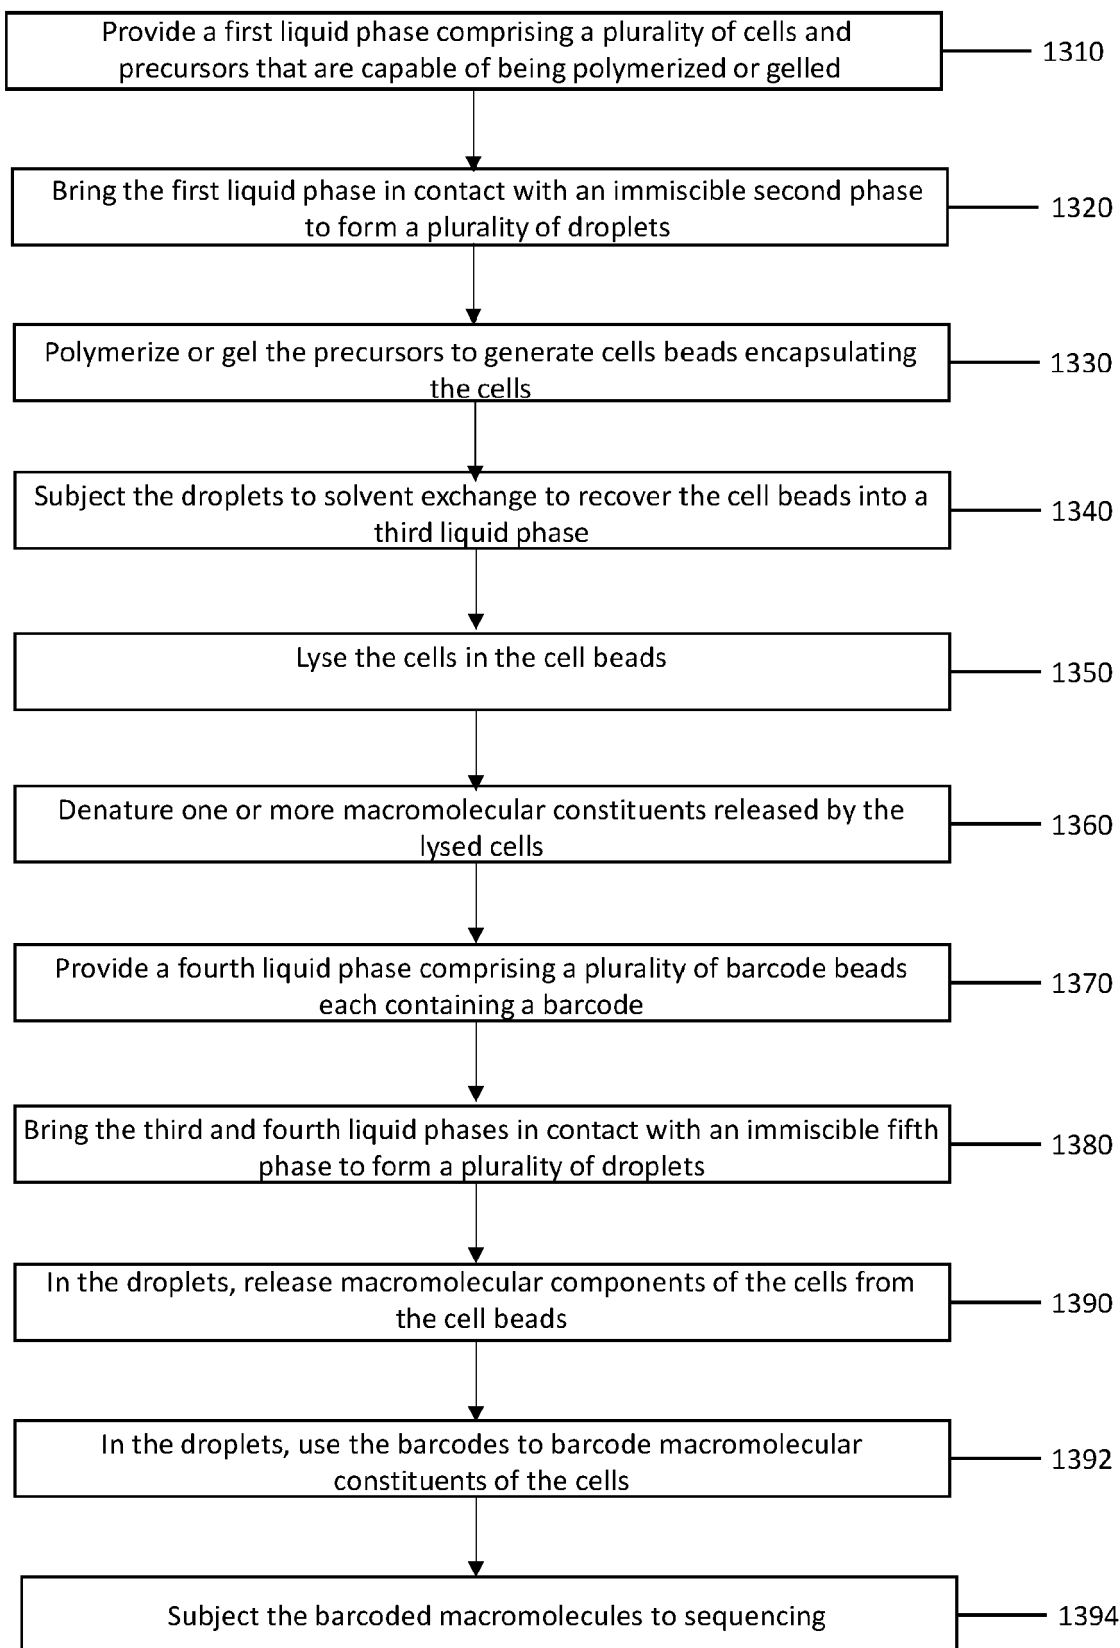 Provide a first liquid phase comprising a plurality of cells and
precursors that are capable of being polymerized or gelled
1310
Bring the first liquid phase in contact with an immiscible second phase
to form a plurality of droplets
1320
Polymerize or gel the precursors to generate cells beads encapsulating
the cells
1330
Subject the droplets to solvent exchange to recover the cell beads into a
third liquid phase
1340
Lyse the cells in the cell beads
1350
Denature one or more macromolecular constituents released by the
lysed cells
1360
Provide a fourth liquid phase comprising a plurality of barcode beads
each containing a barcode
1370
Bring the third and fourth liquid phases in contact with an immiscible fifth
phase to form a plurality of droplets
1380
In the droplets, release macromolecular components of the cells from
the cell beads
1390
In the droplets, use the barcodes to barcode macromolecular
constituents of the cells
1392
Subject the barcoded macromolecules to sequencing
1394